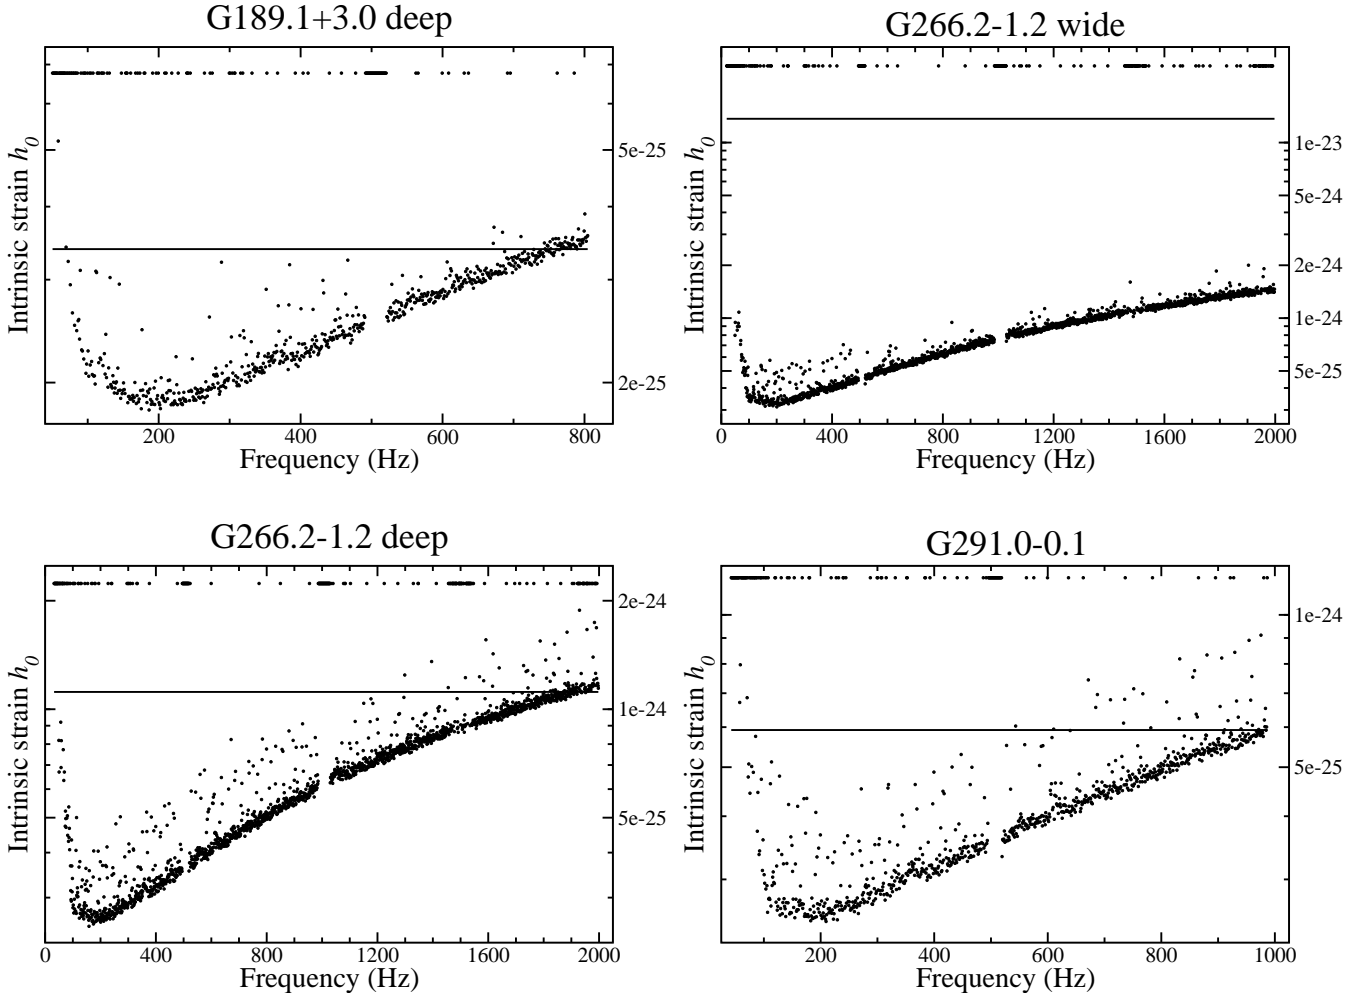 G189.1+3.0 deep
Intrinsic strain h0
5e-25
2e-25
200 400 600 800
Frequency (Hz)
G266.2-1.2 wide
Intrinsic strain h0
1e-23
5e-24
2e-24
1e-24
5e-25
0 400 800 1200 1600 2000
Frequency (Hz)
G266.2-1.2 deep
Intrinsic strain h0
2e-24
1e-24
5e-25
0 400 800 1200 1600 2000
Frequency (Hz)
G291.0-0.1
Intrinsic strain h0
1e-24
5e-25
200 400 600 800 1000
Frequency (Hz)